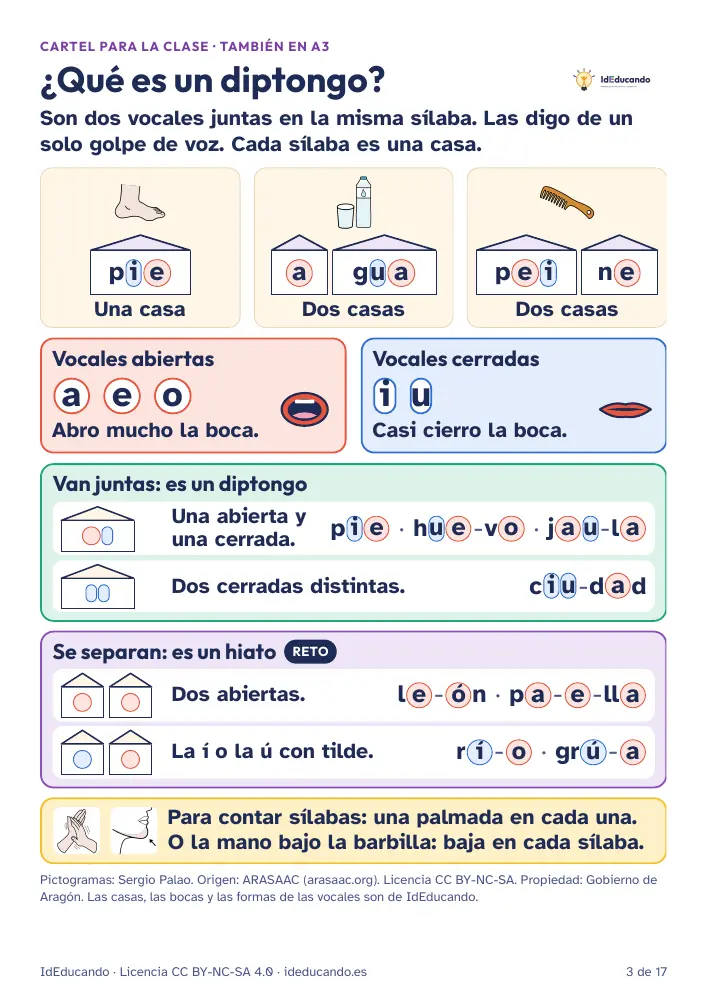 CARTEL PARA LA CLASE · TAMBIÉN EN A3
¿Qué es un diptongo?
IdEducando
Son dos vocales juntas en la misma sílaba. Las digo de un
solo golpe de voz. Cada sílaba es una casa.
pie
Una casa
a gua
Dos casas
pei ne
Dos casas
Vocales abiertas
a e o
Abro mucho la boca.
Vocales cerradas
i u
Casi cierro la boca.
Van juntas: es un diptongo
Una abierta y
una cerrada.
pie · hue-vo · jau-la
Dos cerradas distintas.
ciu-dad
Se separan: es un hiato RETO
Dos abiertas.
le-ón · pa-e-lla
La í o la ú con tilde.
rí-o · grú-a
Para contar sílabas: una palmada en cada una.
O la mano bajo la barbilla: baja en cada sílaba.
Pictogramas: Sergio Palao. Origen: ARASAAC (arasaac.org). Licencia CC BY-NC-SA. Propiedad: Gobierno de
Aragón. Las casas, las bocas y las formas de las vocales son de IdEducando.
IdEducando · Licencia CC BY-NC-SA 4.0 · ideducando.es
3 de 17